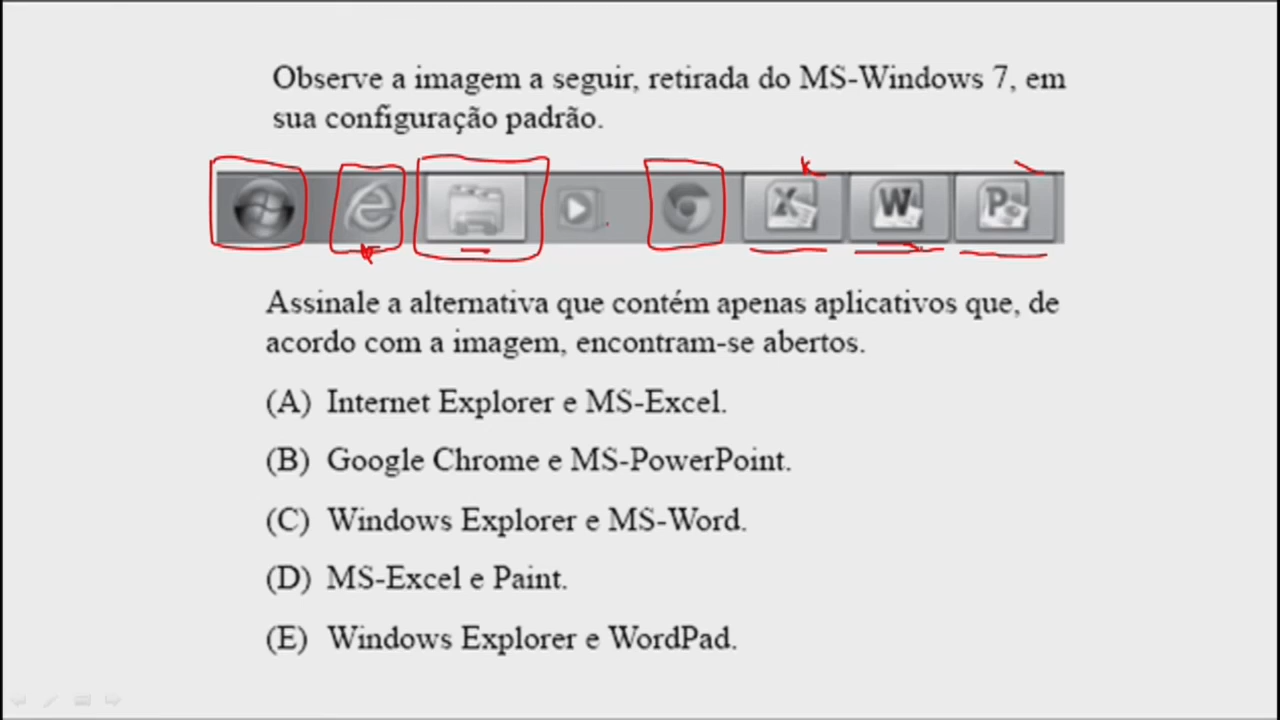 Observe a imagem a seguir, retirada do MS-Windows 7, em
sua configuração padrão.
X W P
Assinale a alternativa que contém apenas aplicativos que, de
acordo com a imagem, encontram-se abertos.
(A) Internet Explorer e MS-Excel.
(B) Google Chrome e MS-PowerPoint.
(C) Windows Explorer e MS-Word.
(D) MS-Excel e Paint.
(E) Windows Explorer e WordPad.